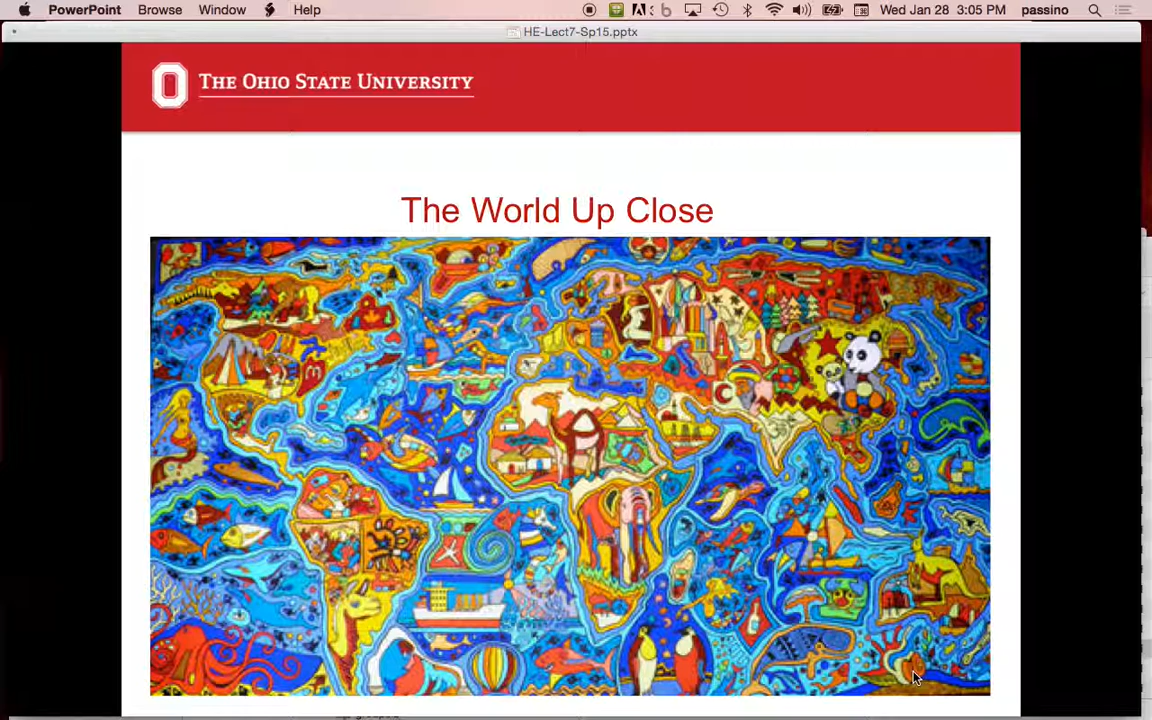 PowerPoint Browse Window Help Wed Jan 28 3:05 PM passino
HE-Lect7-Sp15.pptx
THE OHIO STATE UNIVERSITY
The World Up Close